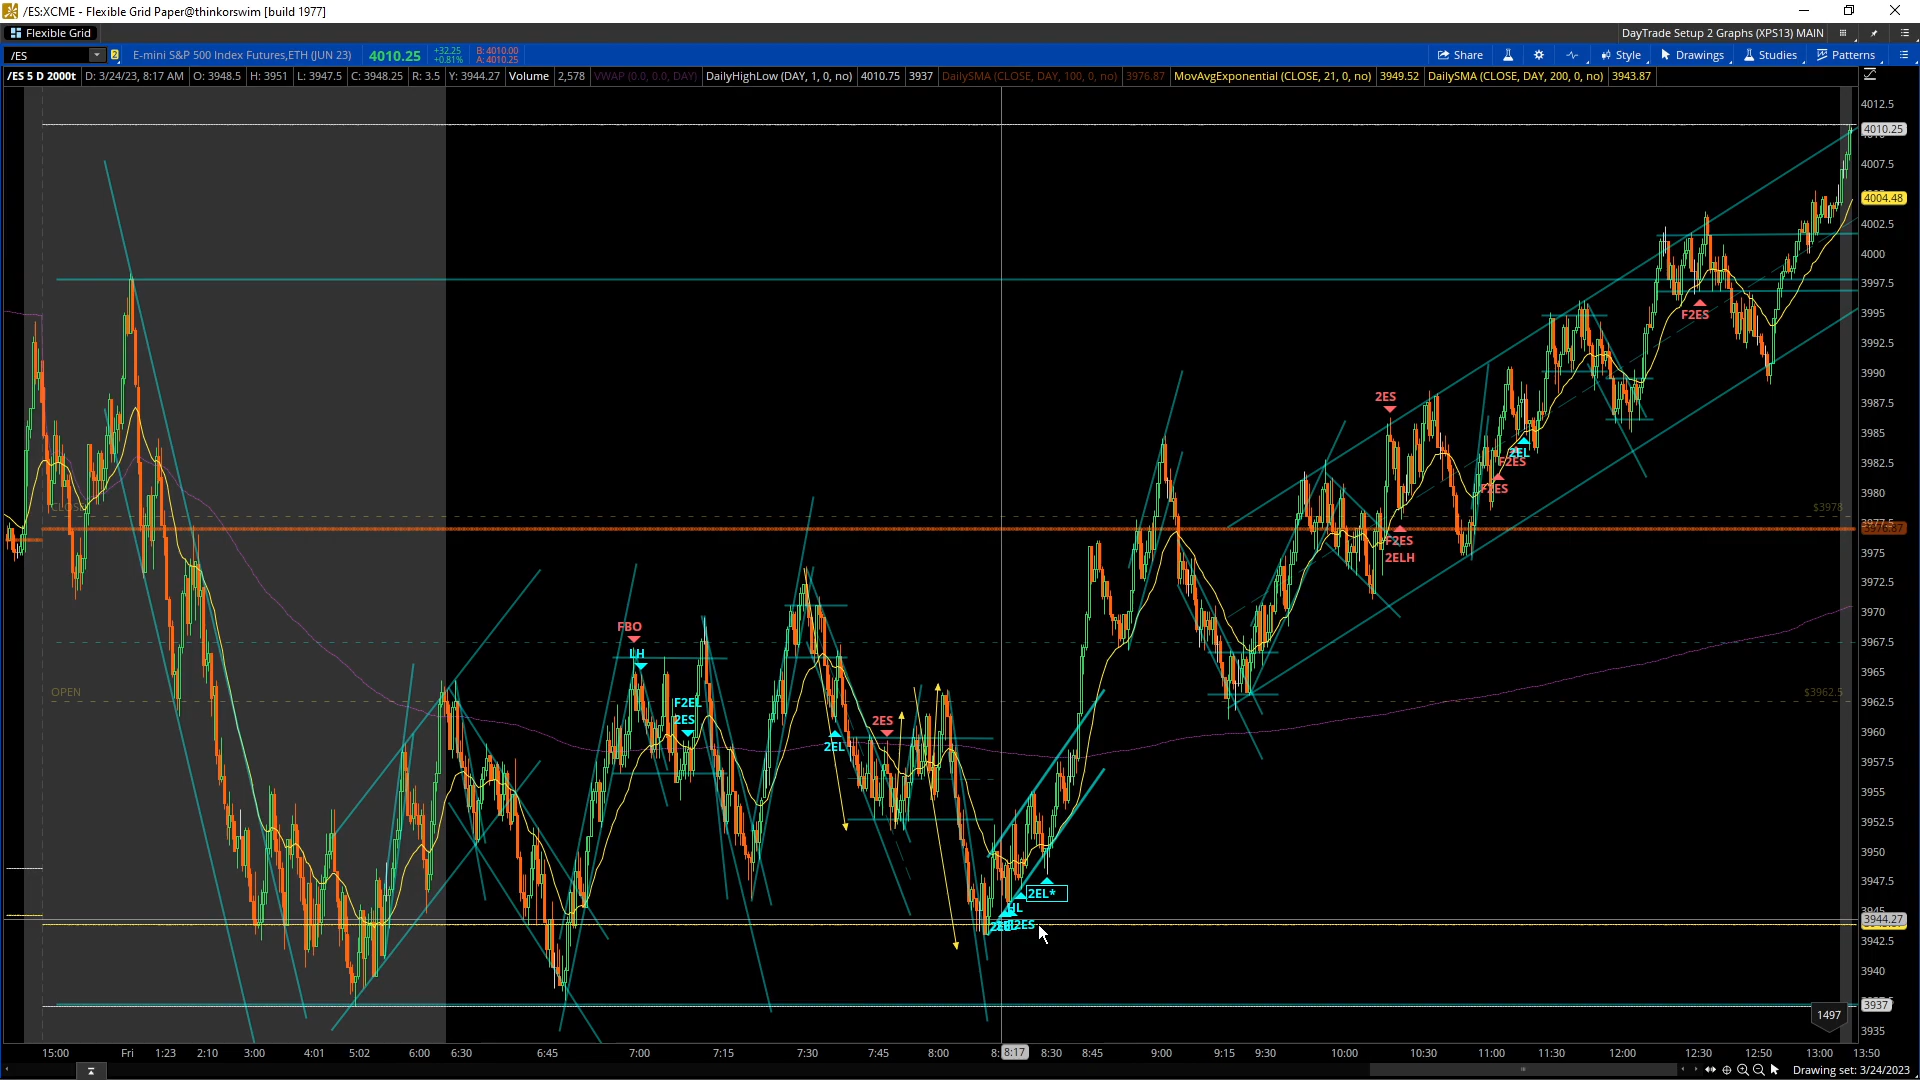 /ES:XCME - Flexible Grid Paper@thinkorswim [build 1977]
Flexible Grid
DayTrade Setup 2 Graphs (XPS13) MAIN
/ES
2
E-mini S&P 500 Index Futures,ETH (JUN 23)
4010.25
+32.25
+0.81%
B: 4010.00
A: 4010.25
Share
Style
Drawings
Studies
Patterns
/ES 5 D 2000t
D: 3/24/23, 8:17 AM
O: 3948.5
H: 3951
L: 3947.5
C: 3948.25
R: 3.5
Y: 3944.27
Volume
2,578
VWAP (0.0, 0.0, DAY)
DailyHighLow (DAY, 1, 0, no)
4010.75
3937
DailySMA (CLOSE, DAY, 100, 0, no)
3976.87
MovAvgExponential (CLOSE, 21, 0, no)
3949.52
DailySMA (CLOSE, DAY, 200, 0, no)
3943.87
4012.5
4010.25
4007.5
4004.48
4002.5
4000
3997.5
3995
3992.5
3990
3987.5
3985
3982.5
3980
3977.5
3975
3972.5
3970
3967.5
3965
3962.5
3960
3957.5
3955
3952.5
3950
3947.5
3945
3944.27
3942.5
3940
3937
3935
CLOSE
$3978
OPEN
$3962.5
FBO
LH
F2EL
2ES
2EL
2ES
2EL*
HL
F2ES
2ES
F2ES
2ELH
2EL
F2ES
F2ES
F2ES
1497
15:00
Fri
1:23
2:10
3:00
4:01
5:02
6:00
6:30
6:45
7:00
7:15
7:30
7:45
8:00
8:17
8:30
8:45
9:00
9:15
9:30
10:00
10:30
11:00
11:30
12:00
12:30
12:50
13:00
13:50
Drawing set: 3/24/2023